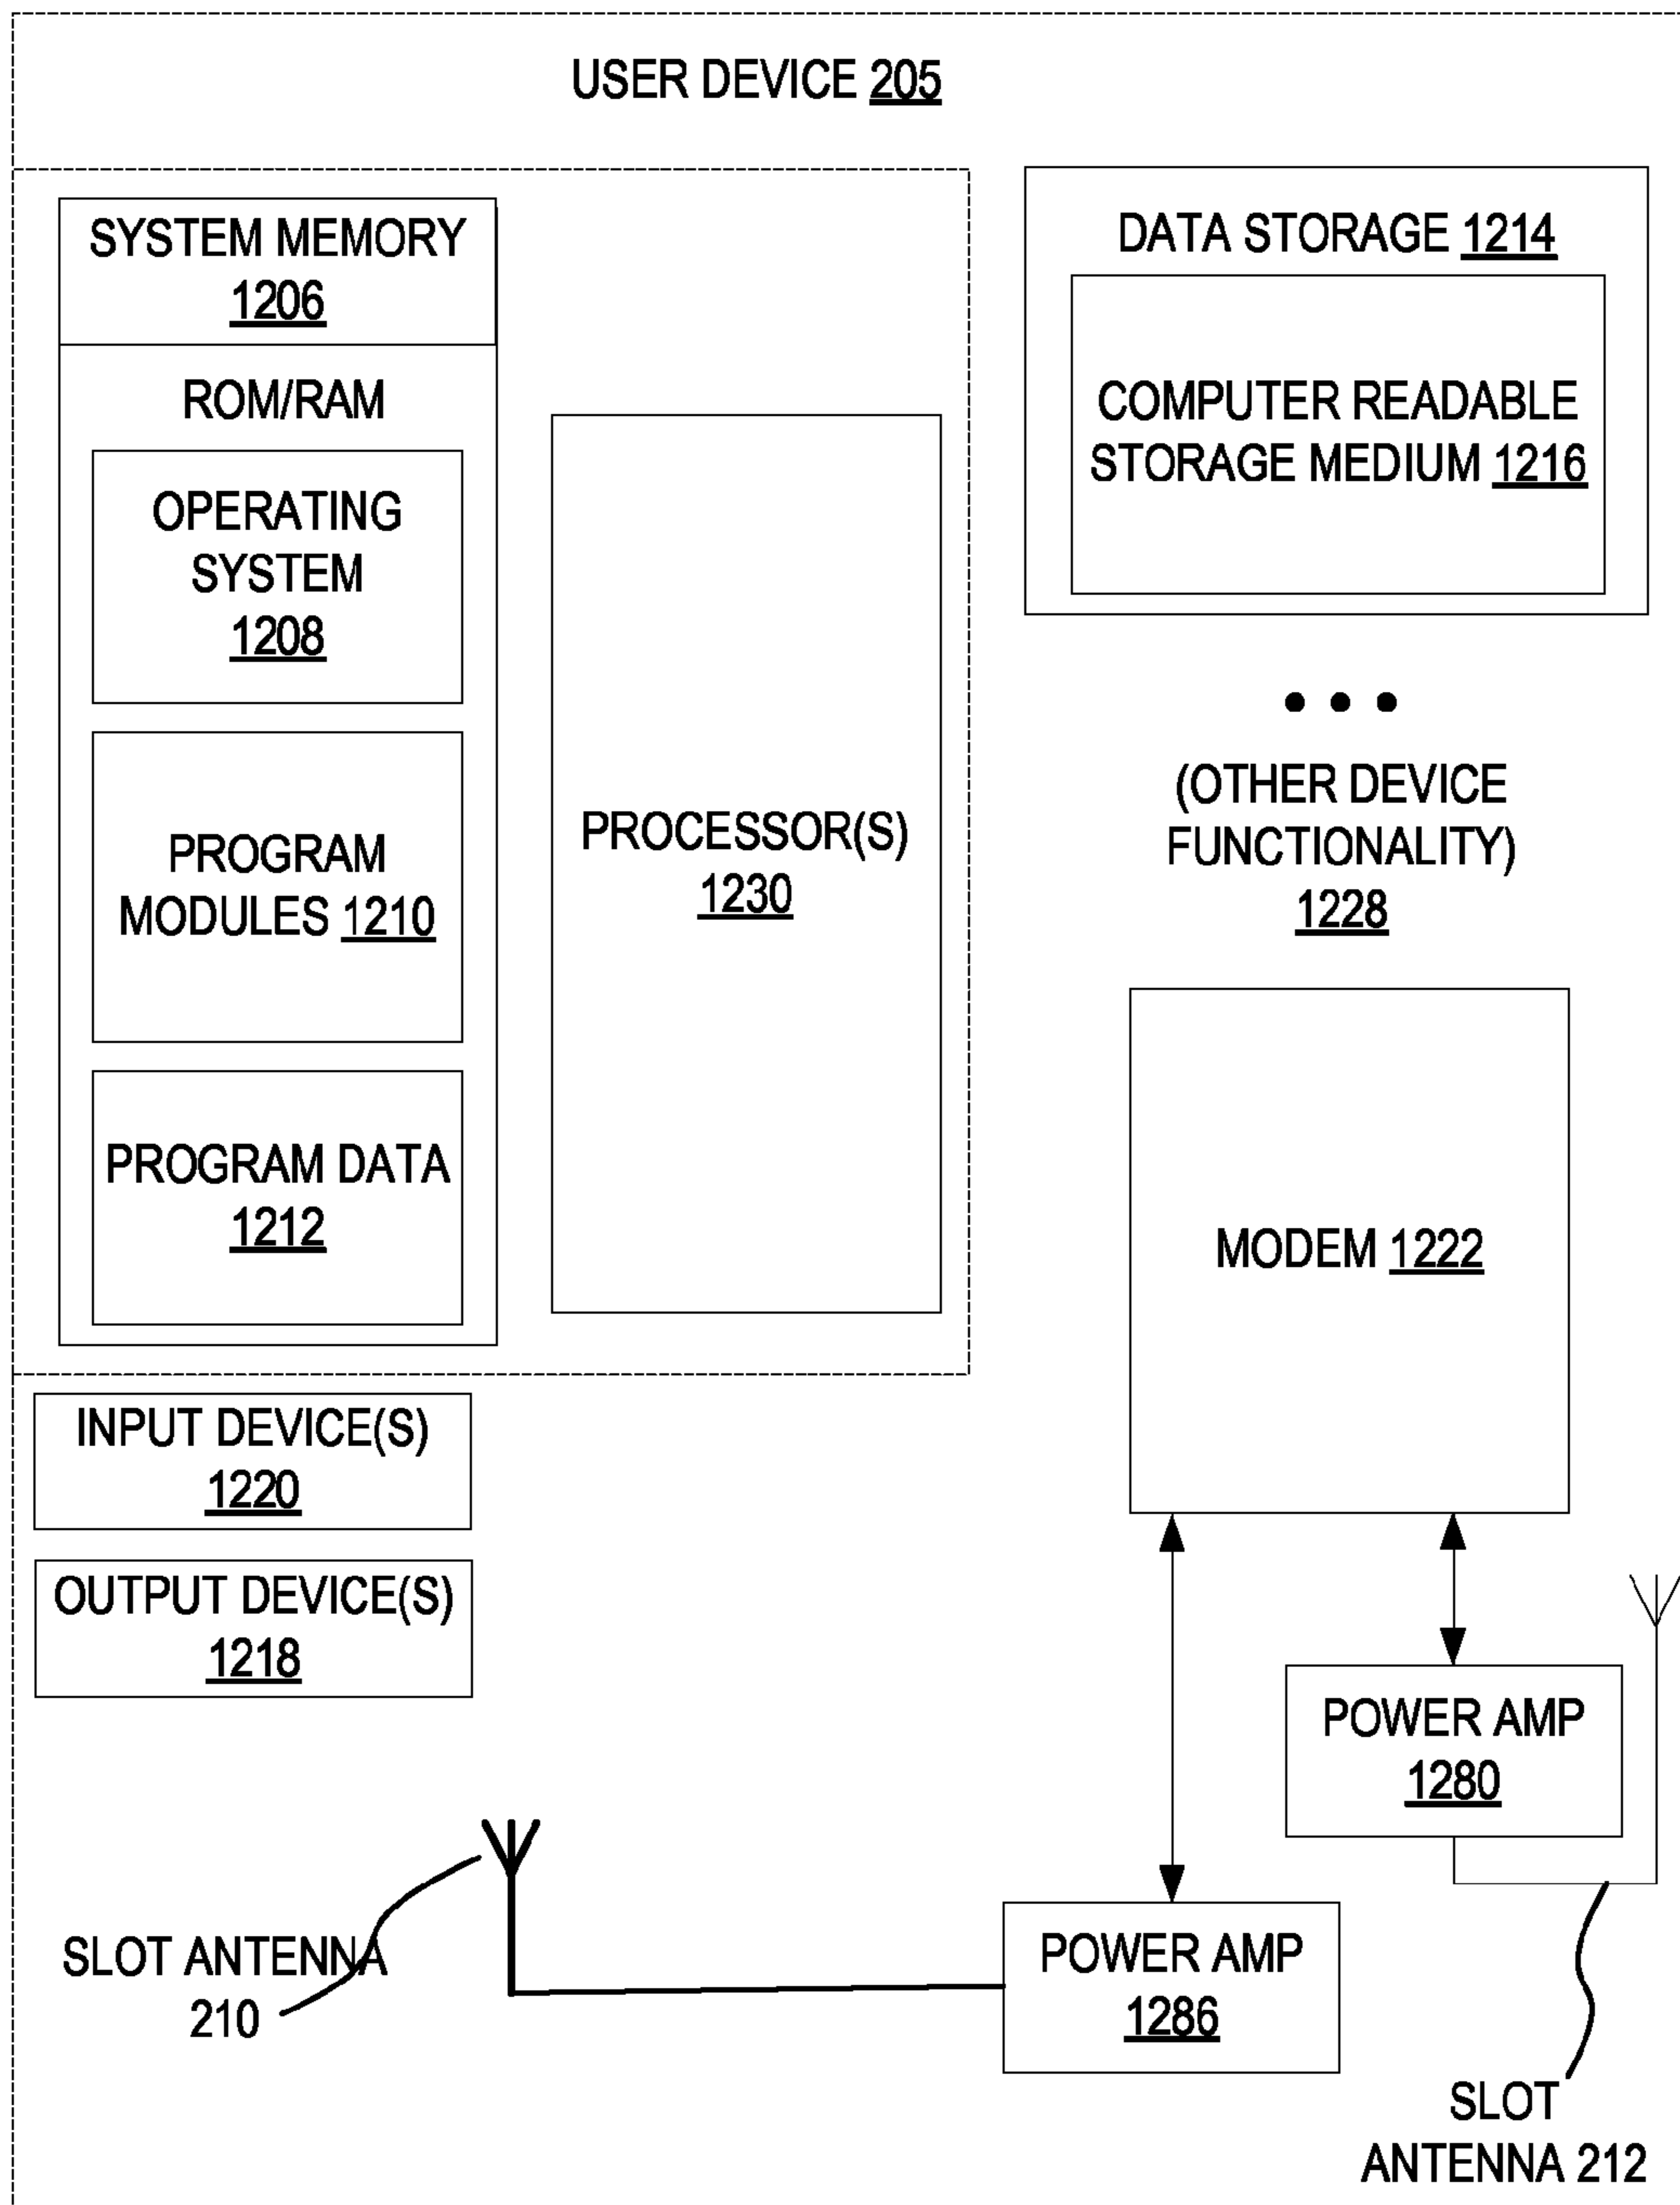 USER DEVICE 205
SYSTEM MEMORY
1206
ROM/RAM
OPERATING
SYSTEM
1208
PROGRAM
MODULES 1210
PROGRAM DATA
1212
PROCESSOR(S)
1230
DATA STORAGE 1214
COMPUTER READABLE
STORAGE MEDIUM 1216
(OTHER DEVICE
FUNCTIONALITY)
1228
MODEM 1222
INPUT DEVICE(S)
1220
OUTPUT DEVICE(S)
1218
POWER AMP
1280
SLOT ANTENNA
210
POWER AMP
1286
SLOT
ANTENNA 212